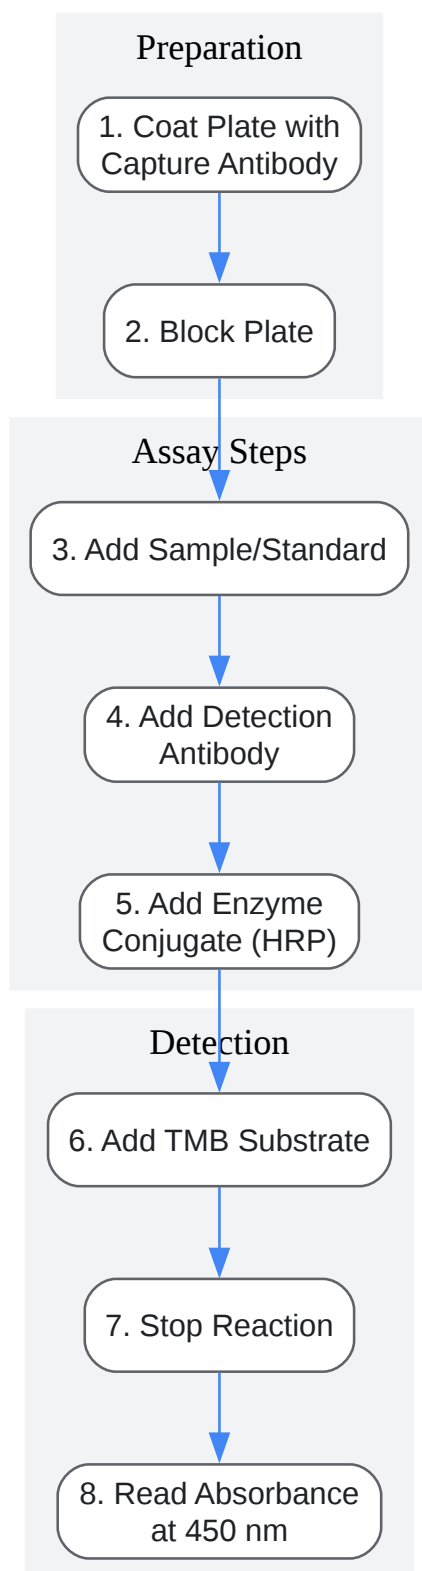 Preparation
1. Coat Plate with
Capture Antibody
2. Block Plate
Assay Steps
3. Add Sample/Standard
4. Add Detection
Antibody
5. Add Enzyme
Conjugate (HRP)
Detection
6. Add TMB Substrate
7. Stop Reaction
8. Read Absorbance
at 450 nm